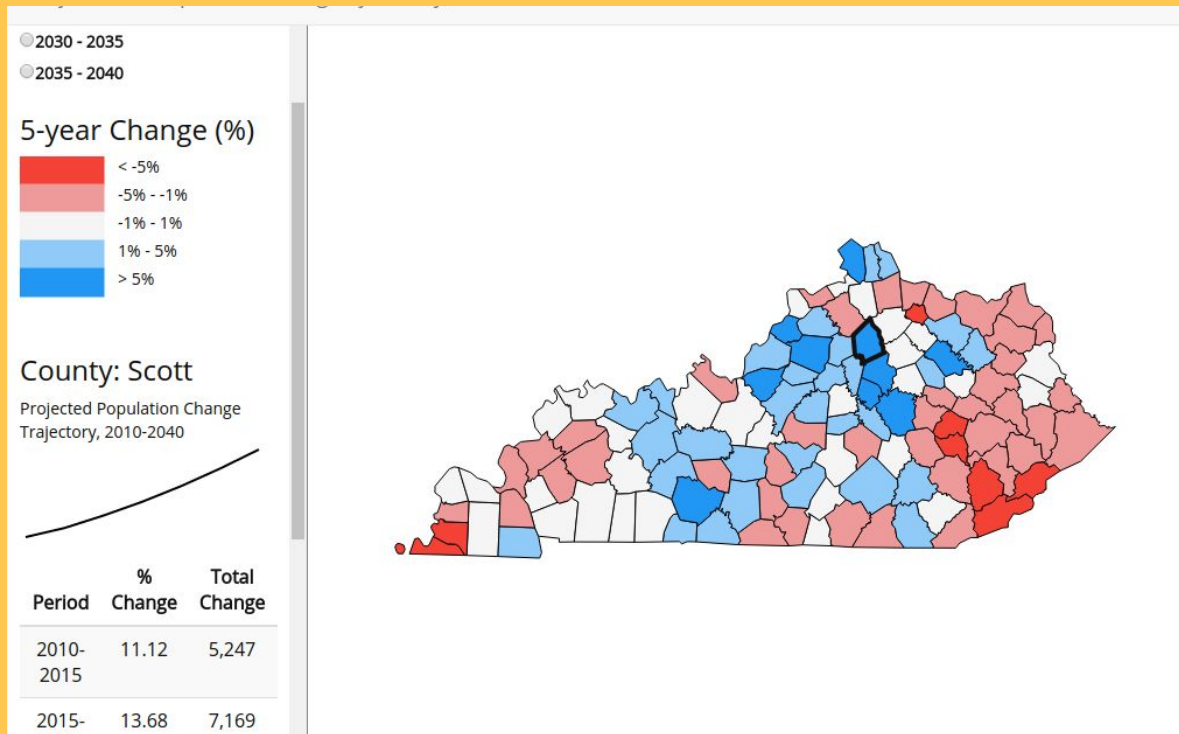 2030 - 2035
2035 - 2040
5-year Change (%)
< -5%
-5% - -1%
-1% - 1%
1% - 5%
> 5%
County: Scott
Projected Population Change
Trajectory, 2010-2040
Period % Change Total Change
2010-2015 11.12 5,247
2015- 13.68 7,169